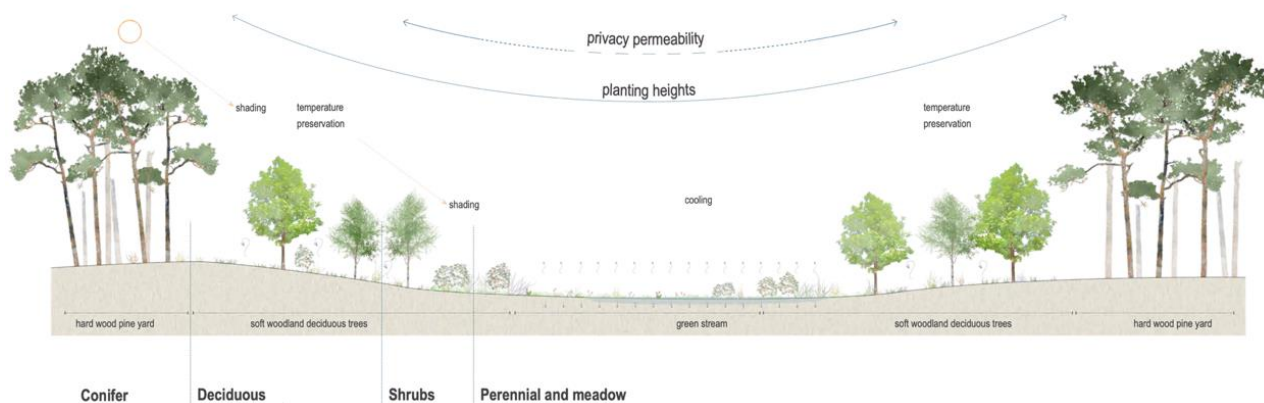 privacy permeability
planting heights
shading
temperature
preservation
temperature
preservation
shading
cooling
hard wood pine yard
soft woodland deciduous trees
green stream
soft woodland deciduous trees
hard wood pine yard
Conifer
Deciduous
Shrubs
Perennial and meadow